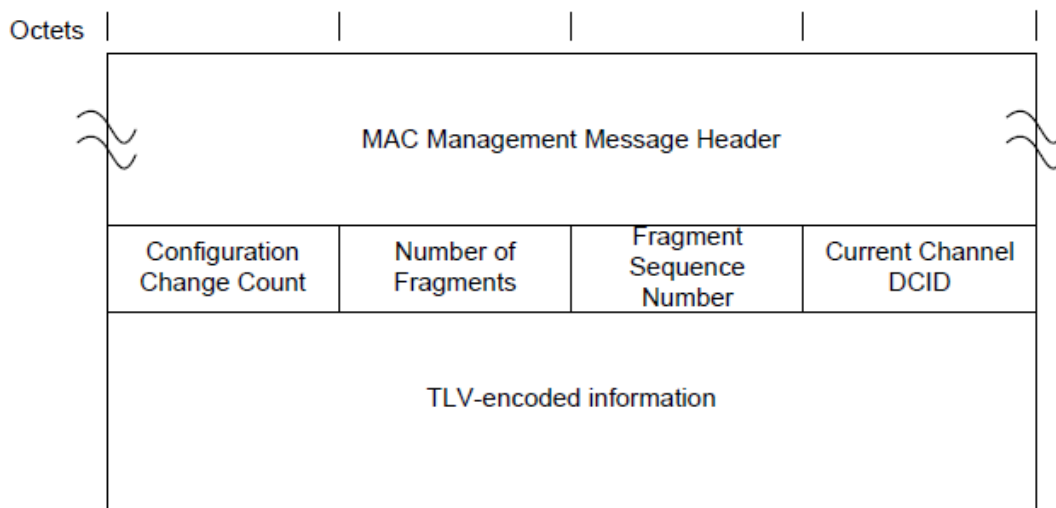 Octets
MAC Management Message Header
Configuration
Change Count
Number of
Fragments
Fragment
Sequence
Number
Current Channel
DCID
TLV-encoded information